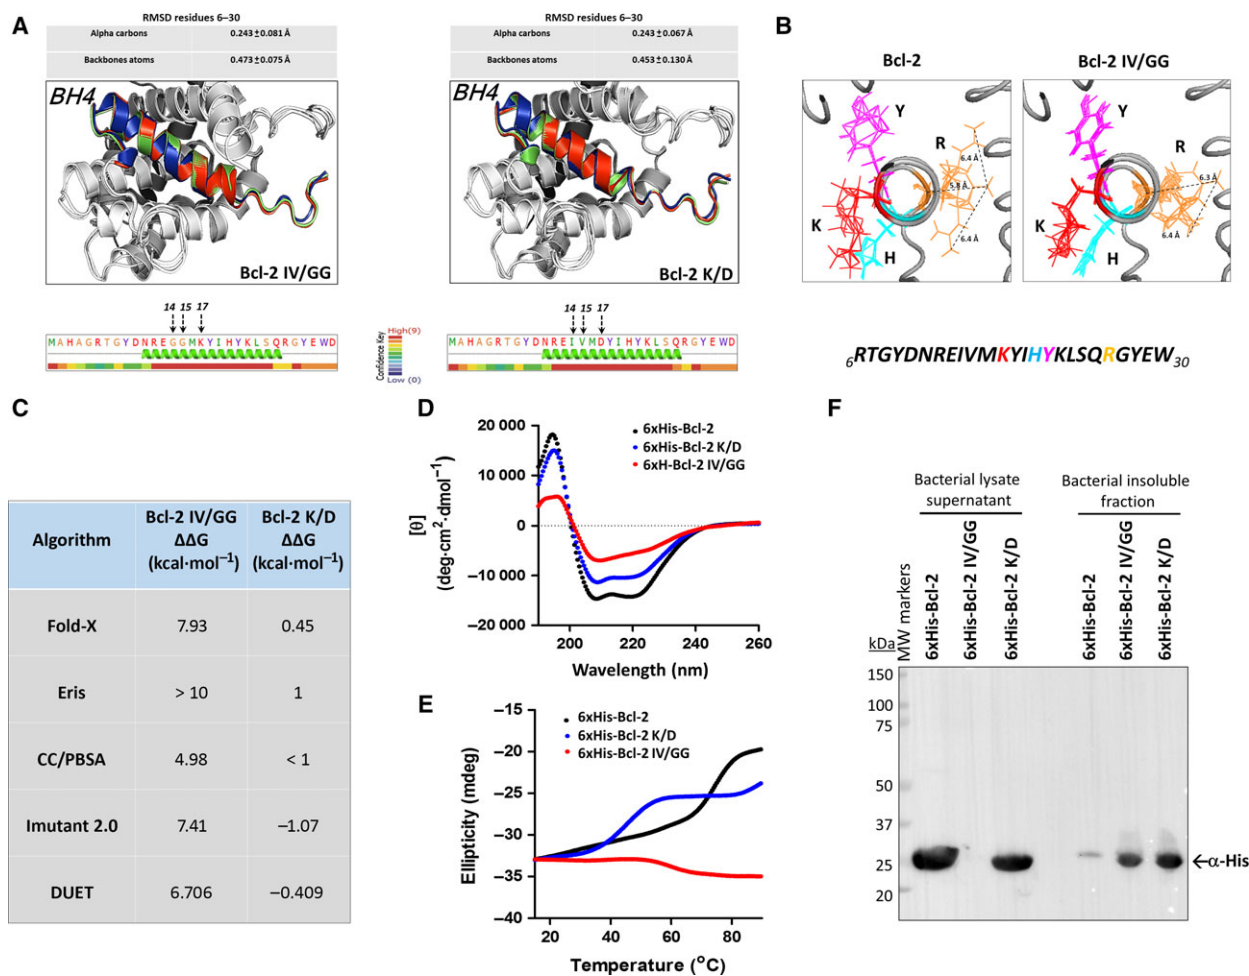 A
RMSD residues 6–30
Alpha carbons 0.243±0.081 Å
Backbones atoms 0.473±0.075 Å
BH4
Bcl-2 IV/GG
14 15 17
MAHAGRTGYDNREGGMKYIHYKLSQRGYEWD
RMSD residues 6–30
Alpha carbons 0.243±0.067 Å
Backbones atoms 0.453±0.130 Å
BH4
Bcl-2 K/D
High(9)
Confidence Key
Low (0)
14 15 17
MAHAGRTGYDNREIVMDYIHYKLSQRGYEWD
B
Bcl-2
Y
R
K
H
6.4 Å
5.8 Å
6.4 Å
Bcl-2 IV/GG
Y
R
K
H
6.3 Å
6.4 Å
6RTGYDNREIVMKYIHYKLSQRGYEW30
C
Algorithm
Bcl-2 IV/GG
ΔΔG
(kcal·mol−1)
Bcl-2 K/D
ΔΔG
(kcal·mol−1)
Fold-X 7.93 0.45
Eris > 10 1
CC/PBSA 4.98 < 1
Imutant 2.0 7.41 −1.07
DUET 6.706 −0.409
D
[θ]
(deg·cm2·dmol−1)
20 000
10 000
0
−10 000
−20 000
6xHis-Bcl-2
6xHis-Bcl-2 K/D
6xH-Bcl-2 IV/GG
200 220 240 260
Wavelength (nm)
E
Ellipticity (mdeg)
−15
−20
−25
−30
−35
−40
6xHis-Bcl-2
6xHis-Bcl-2 K/D
6xHis-Bcl-2 IV/GG
20 40 60 80
Temperature (oC)
F
Bacterial lysate
supernatant
Bacterial insoluble
fraction
kDa
MW markers
6xHis-Bcl-2
6xHis-Bcl-2 IV/GG
6xHis-Bcl-2 K/D
6xHis-Bcl-2
6xHis-Bcl-2 IV/GG
6xHis-Bcl-2 K/D
150
100
75
50
37
25
20
←α-His